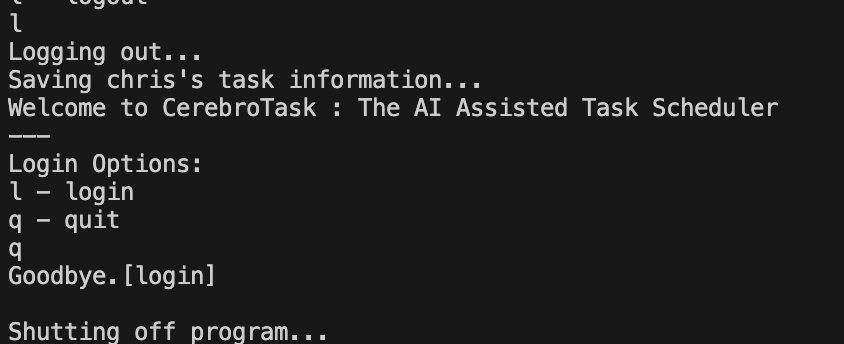 l - logout
l
Logging out...
Saving chris's task information...
Welcome to CerebroTask : The AI Assisted Task Scheduler
---
Login Options:
l - login
q - quit
q
Goodbye.[login]
Shutting off program...